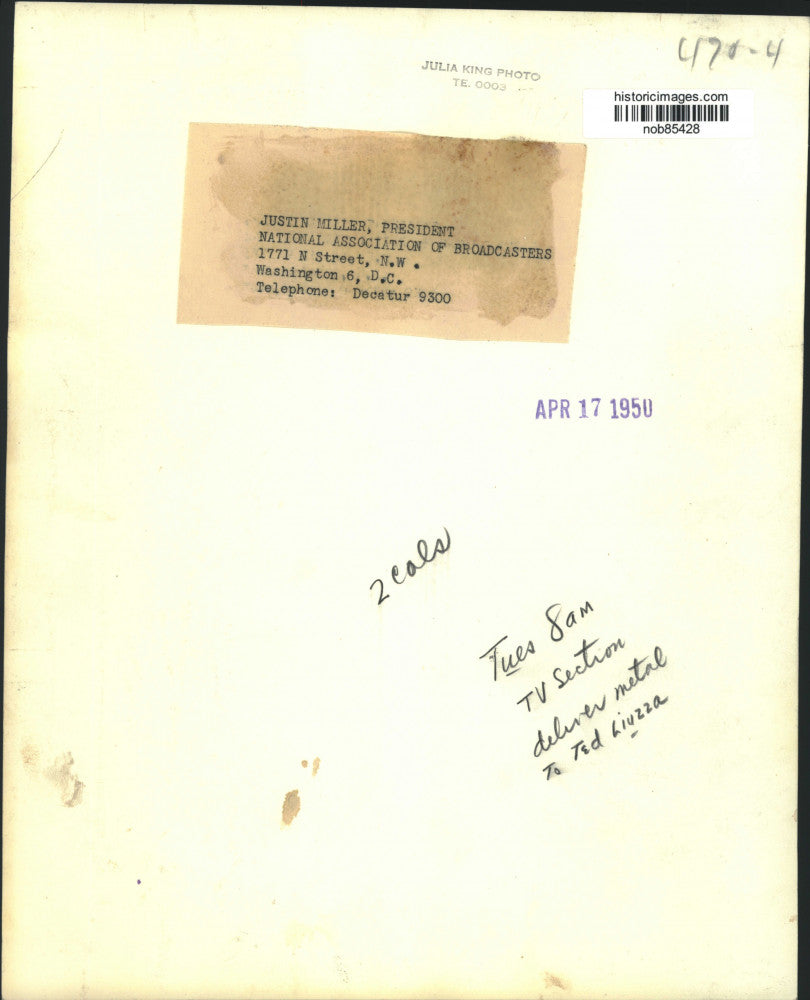 470-4
JULIA KING PHOTO
TE. 0003
historicimages.com
nob85428
JUSTIN MILLER, PRESIDENT
NATIONAL ASSOCIATION OF BROADCASTERS
1771 N Street, N.W.
Washington 6, D.C.
Telephone: Decatur 9300
APR 17 1950
2 cols
Tues 8am
TV Section
deliver metal
To Ted Liuzza